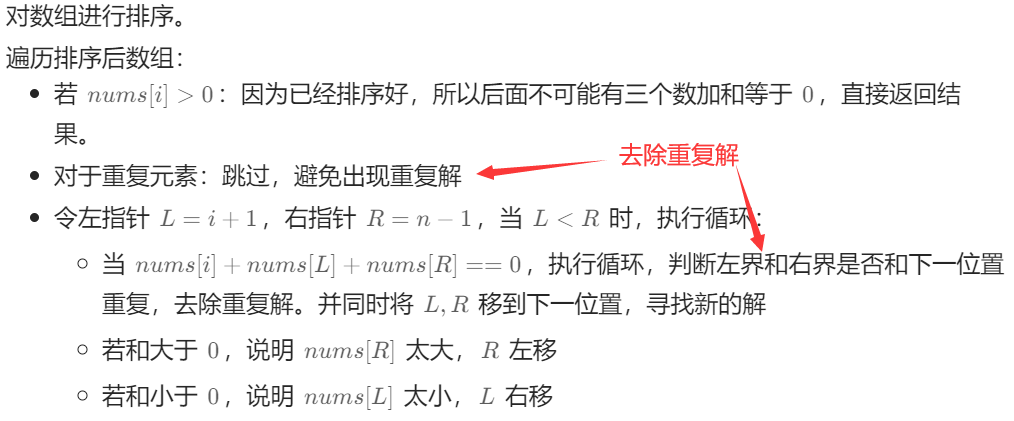 对数组进行排序。
遍历排序后数组：
• 若 nums[i] > 0：因为已经排序好，所以后面不可能有三个数加和等于 0，直接返回结
果。
去除重复解
• 对于重复元素：跳过，避免出现重复解
• 令左指针 L = i + 1，右指针 R = n − 1，当 L < R 时，执行循环：
◦ 当 nums[i] + nums[L] + nums[R] == 0，执行循环，判断左界和右界是否和下一位置
重复，去除重复解。并同时将 L, R 移到下一位置，寻找新的解
◦ 若和大于 0，说明 nums[R] 太大，R 左移
◦ 若和小于 0，说明 nums[L] 太小，L 右移